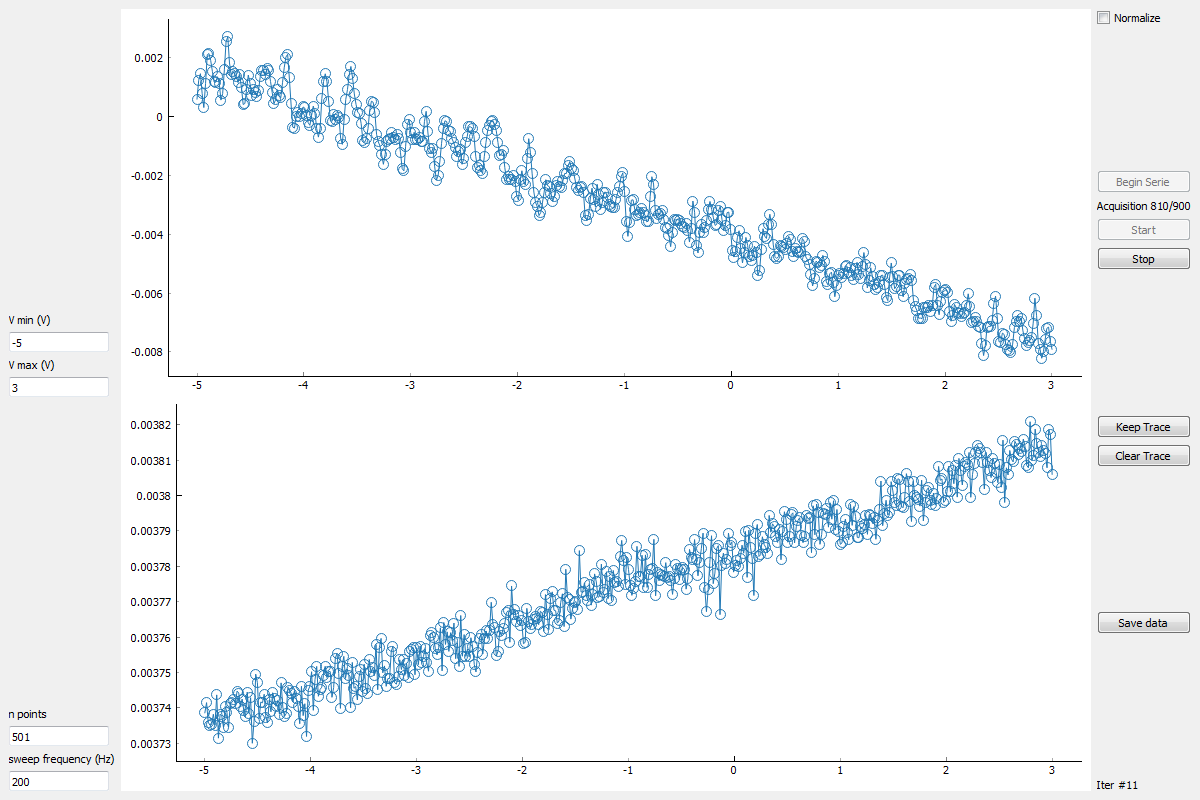 Normalize
0.002
0
-0.002
-0.004
-0.006
-0.008
-5
-4
-3
-2
-1
0
1
2
3
Begin Serie
Acquisition 810/900
Start
Stop
V min (V)
-5
V max (V)
3
0.00382
0.00381
0.0038
0.00379
0.00378
0.00377
0.00376
0.00375
0.00374
0.00373
-5
-4
-3
-2
-1
0
1
2
3
Keep Trace
Clear Trace
Save data
n points
501
sweep frequency (Hz)
200
Iter #11